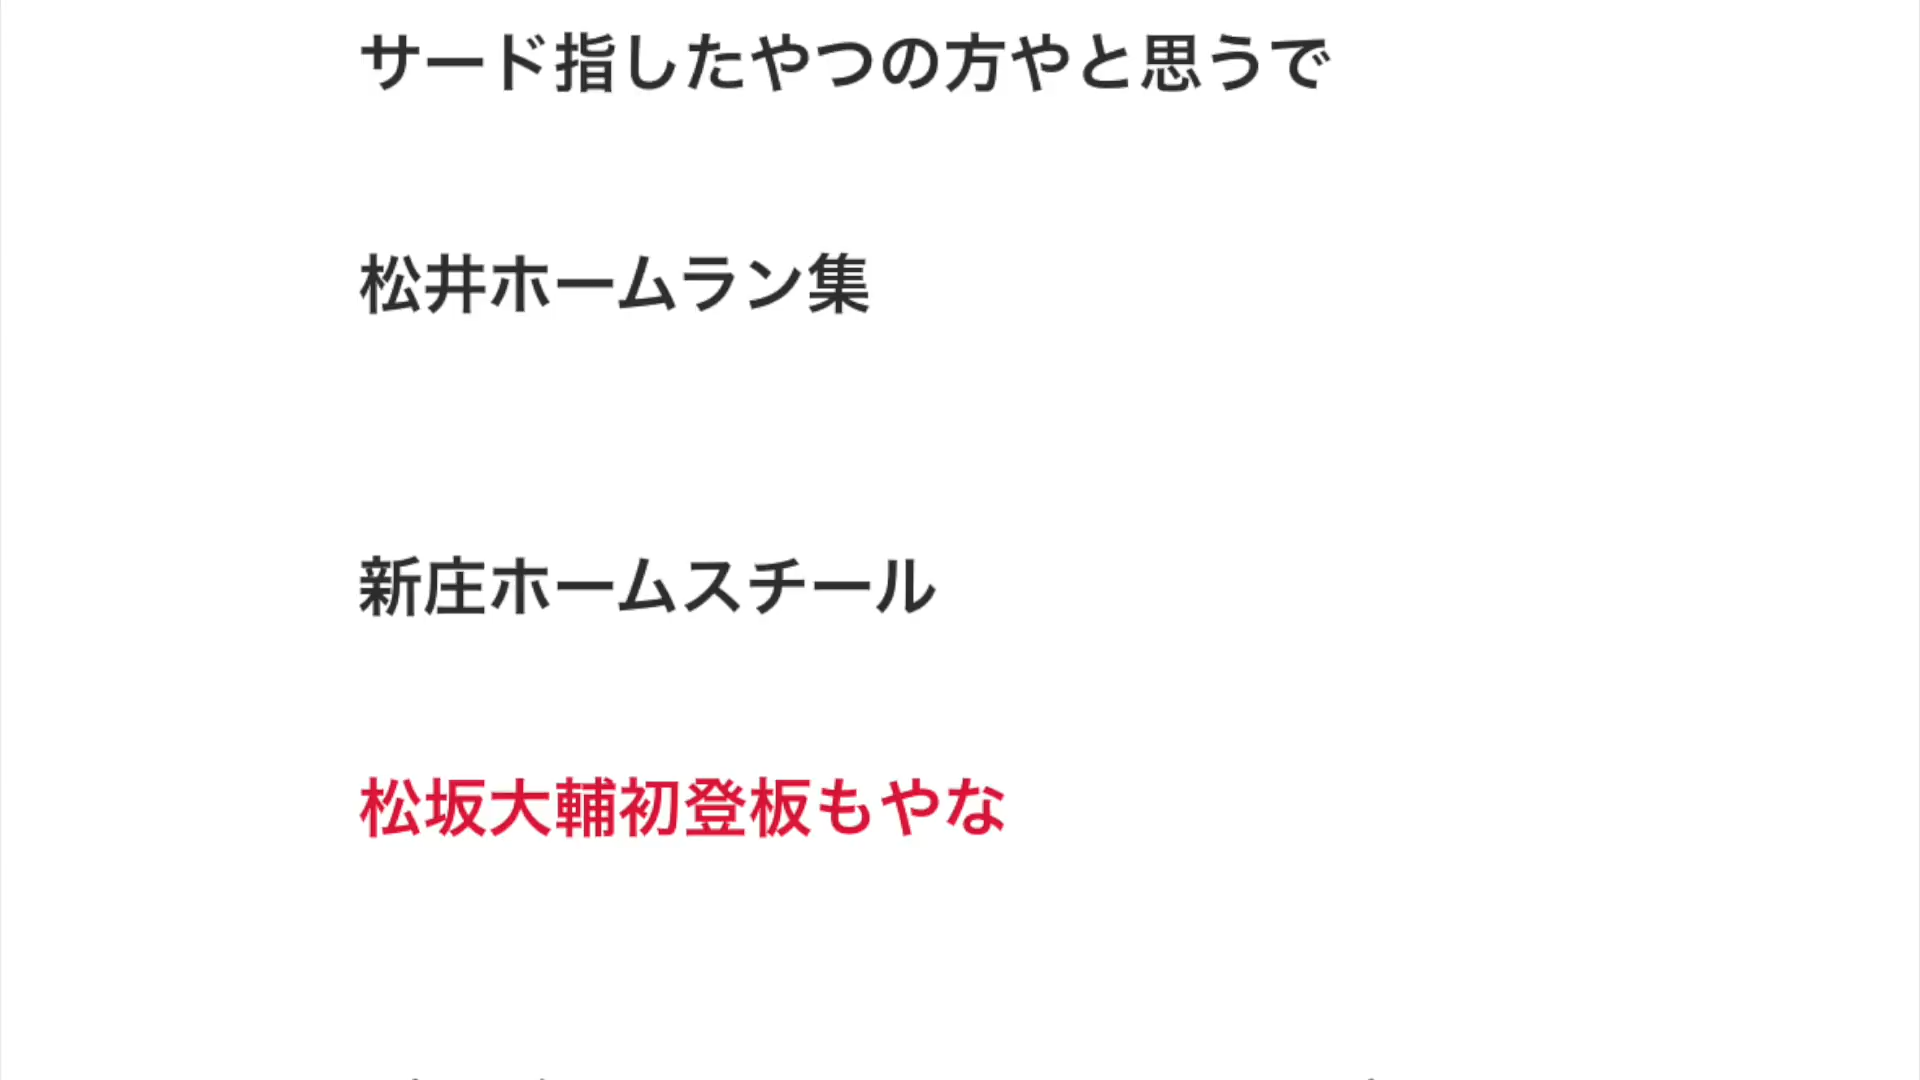 サード指したやつの方やと思うで
松井ホームラン集
新庄ホームスチール
松坂大輔初登板もやな